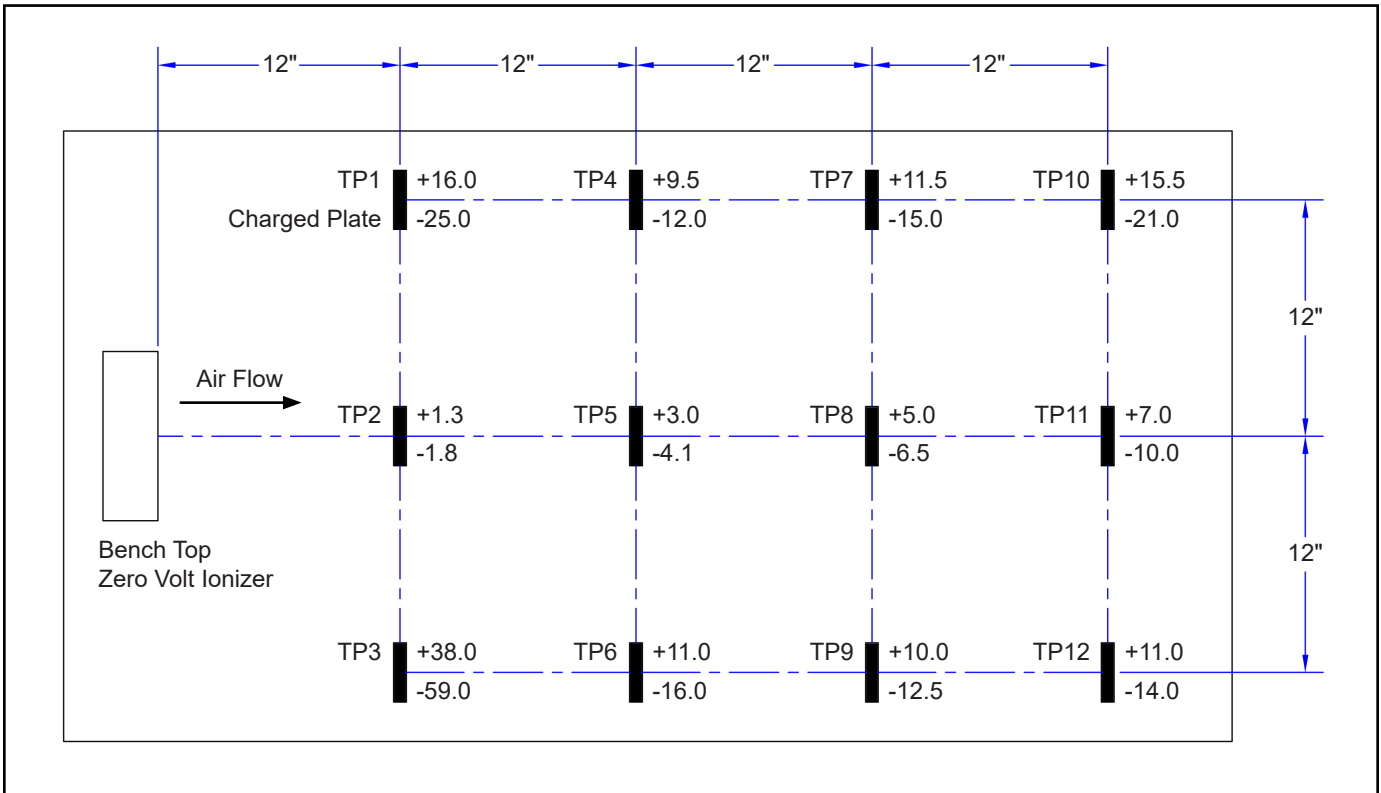 12" 12" 12" 12"
TP1 +16.0 TP4 +9.5 TP7 +11.5 TP10 +15.5
Charged Plate -25.0 -12.0 -15.0 -21.0
12"
Air Flow
TP2 +1.3 TP5 +3.0 TP8 +5.0 TP11 +7.0
-1.8 -4.1 -6.5 -10.0
Bench Top
12"
Zero Volt Ionizer
TP3 +38.0 TP6 +11.0 TP9 +10.0 TP12 +11.0
-59.0 -16.0 -12.5 -14.0